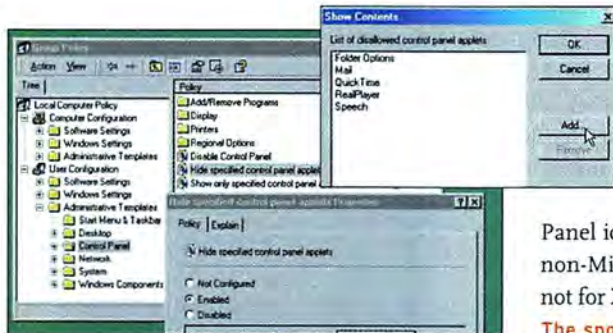 Show Contents
List of disallowed control panel applets
Folder Options
Mail
QuickTime
RealPlayer
Speech
OK
Cancel
Add...
Remove
Group Policy
Action View
Tree
Policy
Local Computer Policy
Computer Configuration
Software Settings
Windows Settings
Administrative Templates
User Configuration
Software Settings
Windows Settings
Administrative Templates
Start Menu & Taskbar
Desktop
Control Panel
Network
System
Windows Components
Add/Remove Programs
Display
Printers
Regional Options
Disable Control Panel
Hide specified control panel applets
Show only specified control panel
Hide specified control panel applets Properties
Policy Explain
Hide specified control panel applets
Not Configured
Enabled
Disabled
Panel ic
non-Mi
not for
The spo